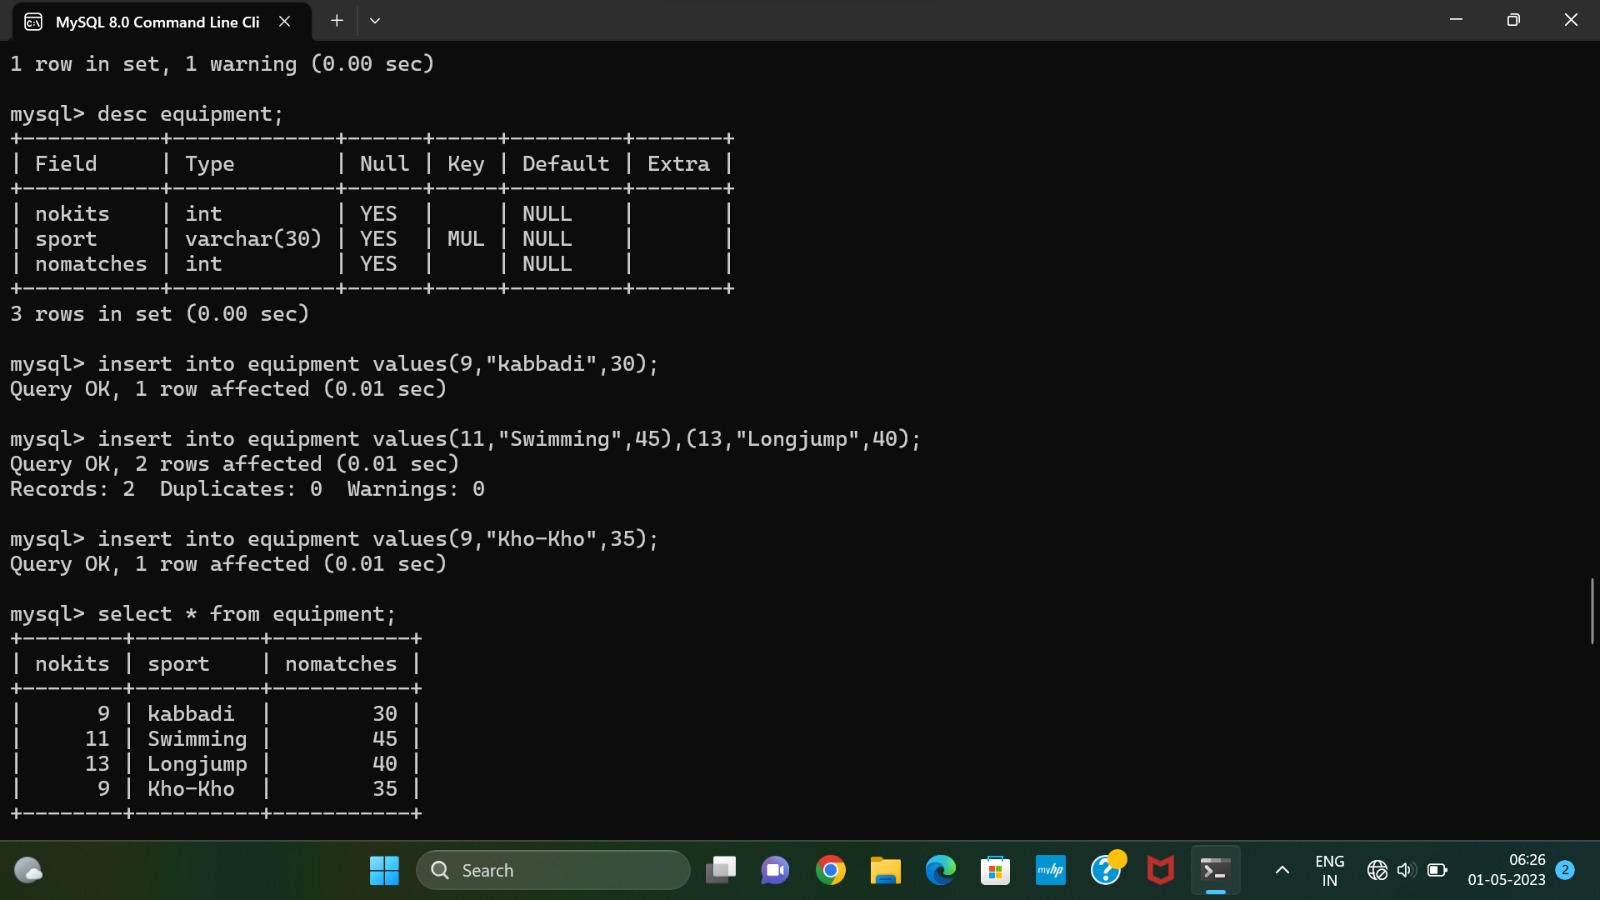 MySQL 8.0 Command Line Cli
1 row in set, 1 warning (0.00 sec)
mysql> desc equipment;
+-----------+-------------+------+-----+---------+-------+
| Field     | Type        | Null | Key | Default | Extra |
+-----------+-------------+------+-----+---------+-------+
| nokits    | int         | YES  |     | NULL    |       |
| sport     | varchar(30) | YES  | MUL | NULL    |       |
| nomatches | int         | YES  |     | NULL    |       |
+-----------+-------------+------+-----+---------+-------+
3 rows in set (0.00 sec)
mysql> insert into equipment values(9,"kabbadi",30);
Query OK, 1 row affected (0.01 sec)
mysql> insert into equipment values(11,"Swimming",45),(13,"Longjump",40);
Query OK, 2 rows affected (0.01 sec)
Records: 2  Duplicates: 0  Warnings: 0
mysql> insert into equipment values(9,"Kho-Kho",35);
Query OK, 1 row affected (0.01 sec)
mysql> select * from equipment;
+--------+----------+-----------+
| nokits | sport    | nomatches |
+--------+----------+-----------+
|      9 | kabbadi  |        30 |
|     11 | Swimming |        45 |
|     13 | Longjump |        40 |
|      9 | Kho-Kho  |        35 |
+--------+----------+-----------+
Search
myhp
ENG
IN
06:26
01-05-2023
2